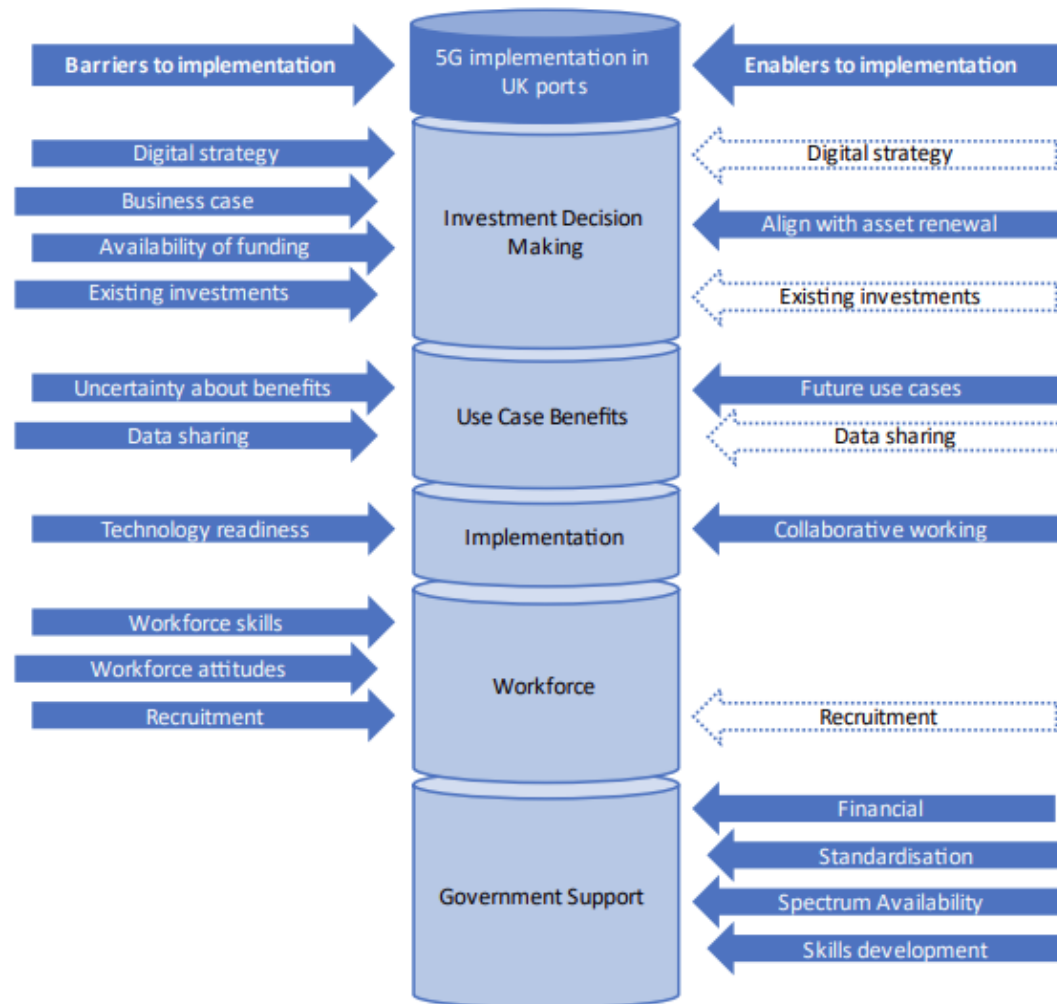 Barriers to implementation
5G implementation in
UK ports
Enablers to implementation
Digital strategy
Business case
Availability of funding
Existing investments
Investment Decision
Making
Digital strategy
Align with asset renewal
Existing investments
Uncertainty about benefits
Data sharing
Use Case Benefits
Future use cases
Data sharing
Technology readiness
Implementation
Collaborative working
Workforce skills
Workforce attitudes
Recruitment
Workforce
Recruitment
Government Support
Financial
Standardisation
Spectrum Availability
Skills development